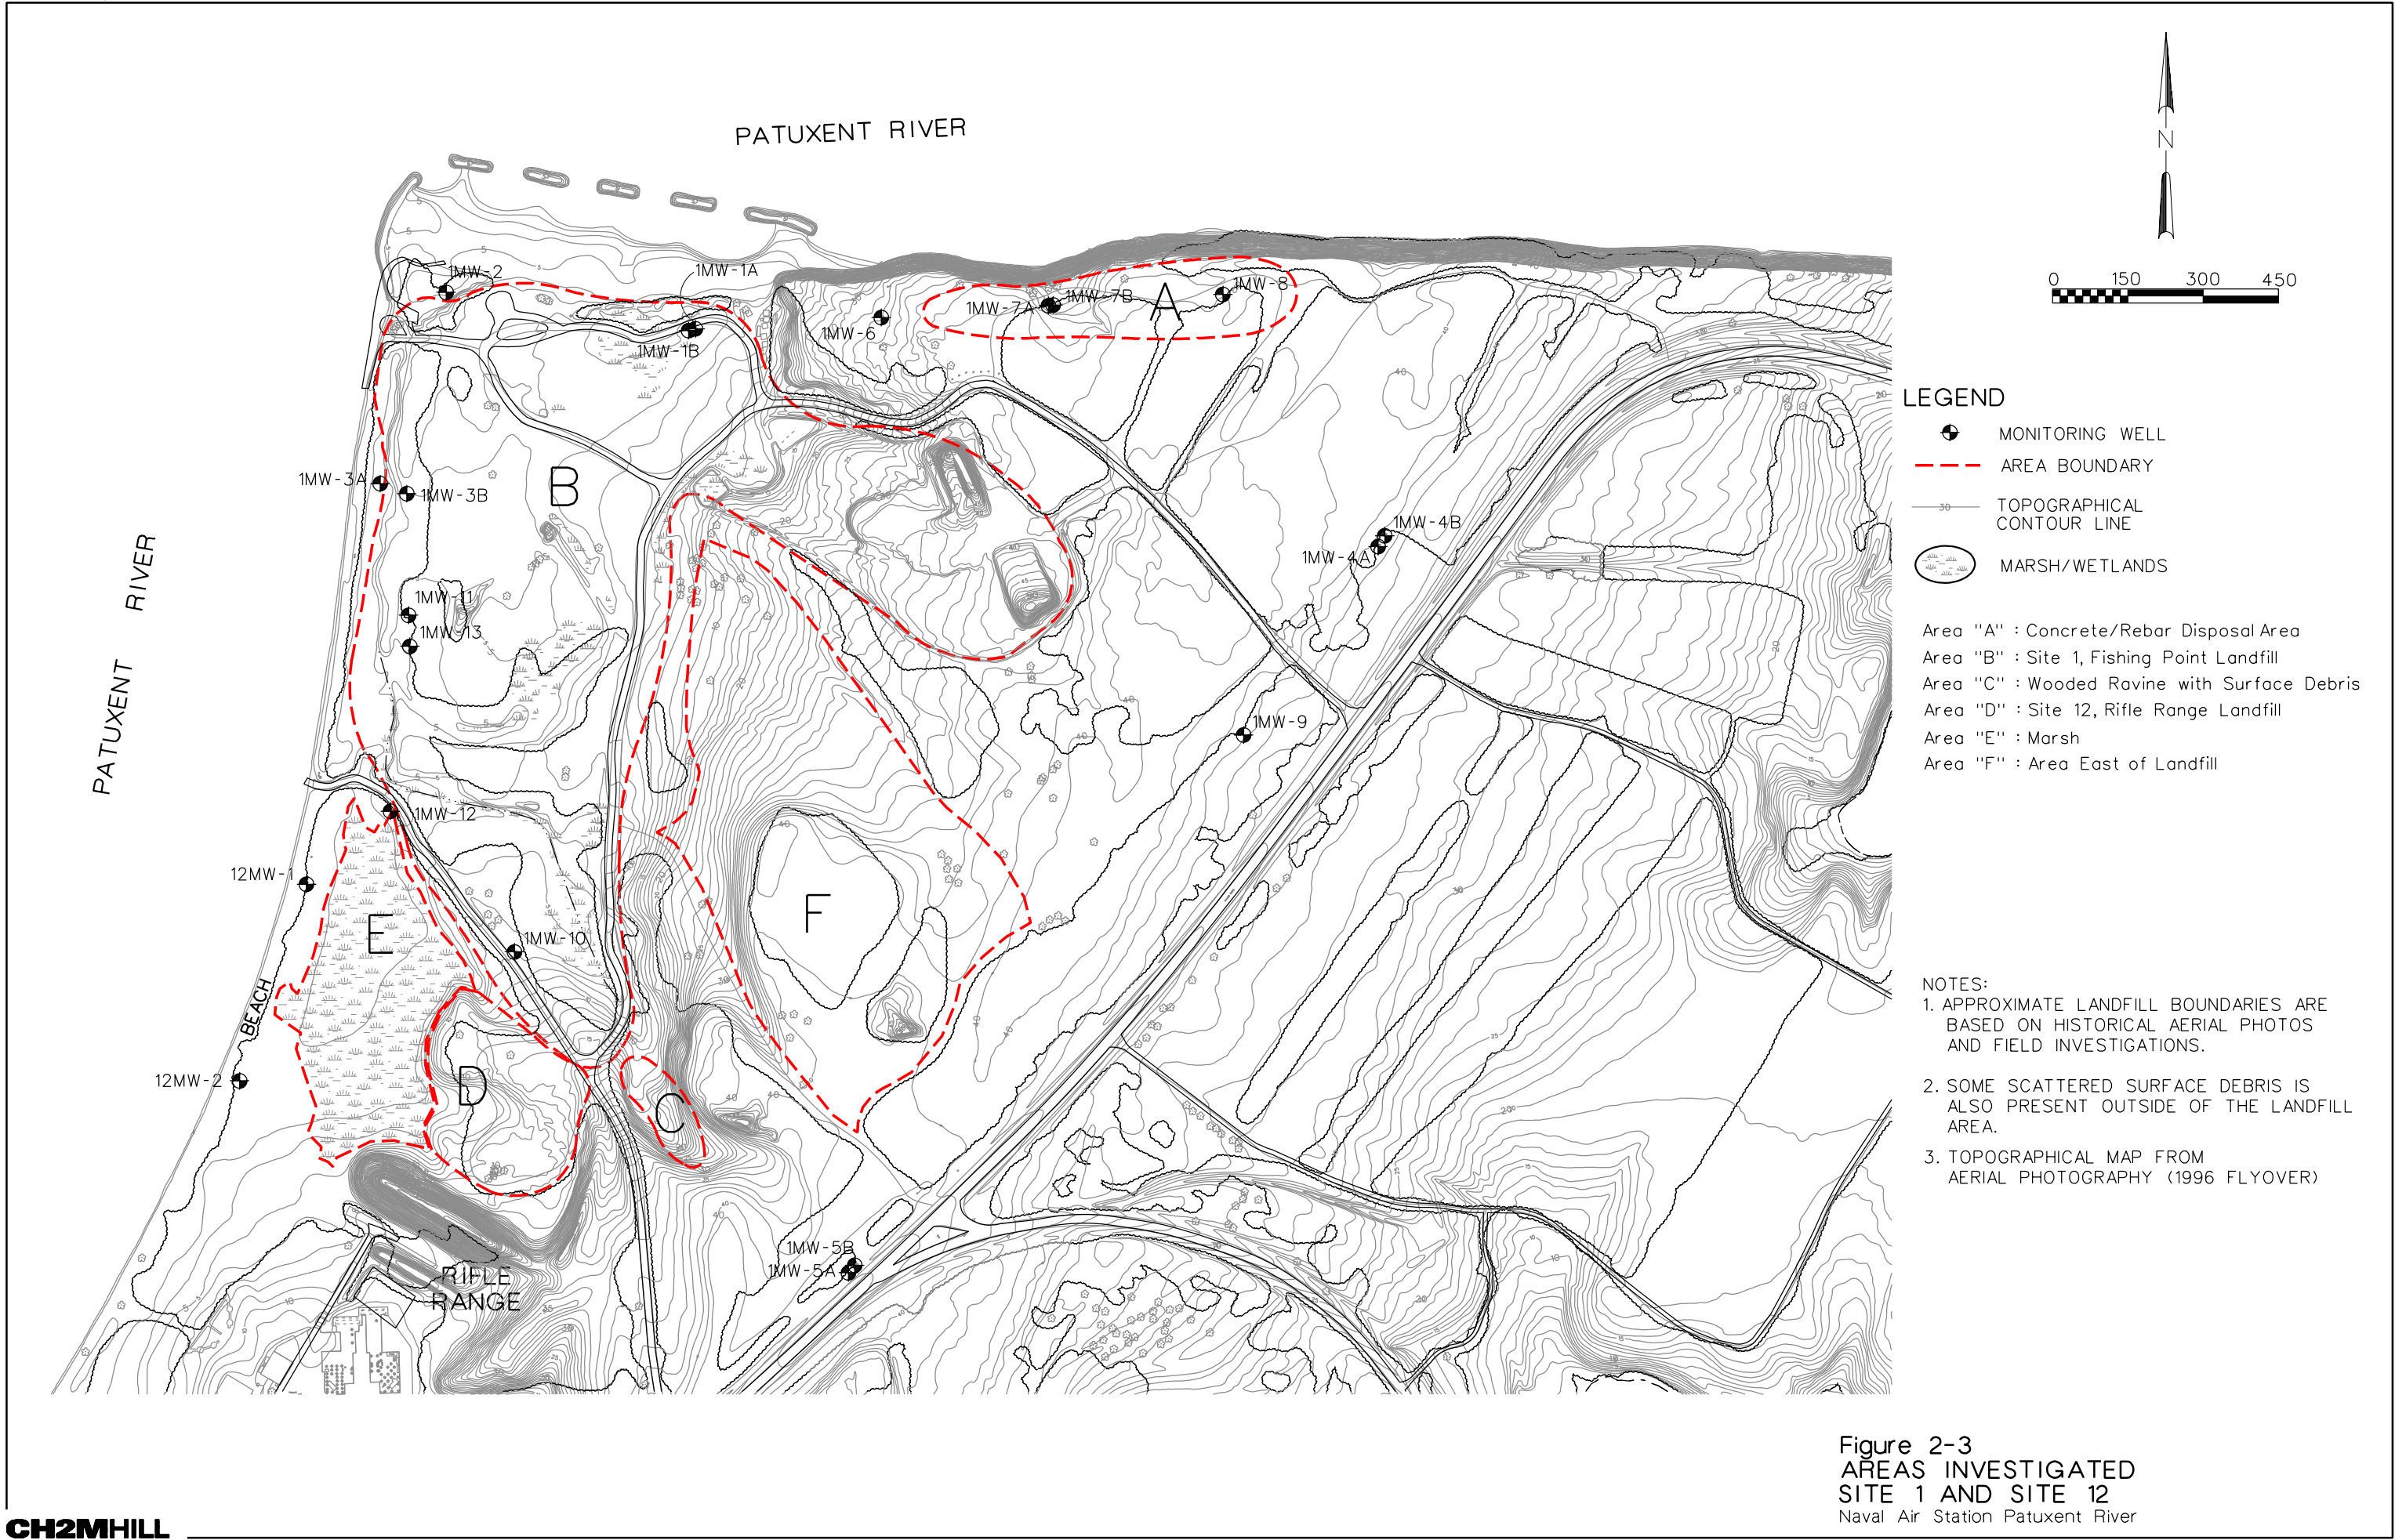 PATUXENT RIVER
N
0 150 300 450
1MW-2
1MW-1A
1MW-7A
1MW-7B
A
1MW-8
1MW-6
1MW-1B
LEGEND
MONITORING WELL
AREA BOUNDARY
30
TOPOGRAPHICAL
CONTOUR LINE
MARSH/WETLANDS
B
1MW-3A
1MW-3B
1MW-4B
1MW-4A
PATUXENT RIVER
1MW-11
1MW-13
Area "A" : Concrete/Rebar Disposal Area
Area "B" : Site 1, Fishing Point Landfill
Area "C" : Wooded Ravine with Surface Debris
Area "D" : Site 12, Rifle Range Landfill
Area "E" : Marsh
Area "F" : Area East of Landfill
1MW-9
1MW-12
12MW-1
E
F
1MW-10
BEACH
12MW-2
D
C
NOTES:
1. APPROXIMATE LANDFILL BOUNDARIES ARE
BASED ON HISTORICAL AERIAL PHOTOS
AND FIELD INVESTIGATIONS.
2. SOME SCATTERED SURFACE DEBRIS IS
ALSO PRESENT OUTSIDE OF THE LANDFILL
AREA.
3. TOPOGRAPHICAL MAP FROM
AERIAL PHOTOGRAPHY (1996 FLYOVER)
1MW-5B
1MW-5A
RIFLE
RANGE
Figure 2-3
AREAS INVESTIGATED
SITE 1 AND SITE 12
Naval Air Station Patuxent River
CH2MHILL